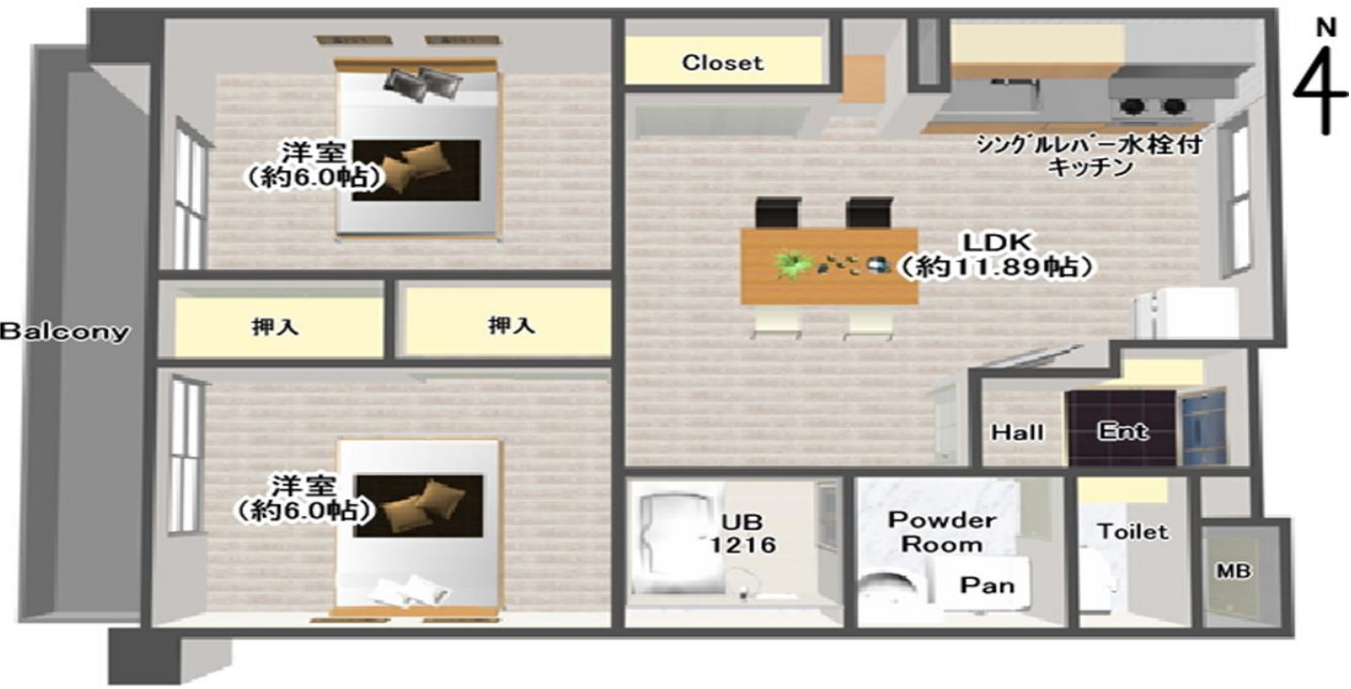 N
Closet
洋室
(約6.0帖)
シングルレバー水栓付
キッチン
LDK
(約11.89帖)
押入
押入
Balcony
Hall
Ent
洋室
(約6.0帖)
UB
1216
Powder
Room
Pan
Toilet
MB